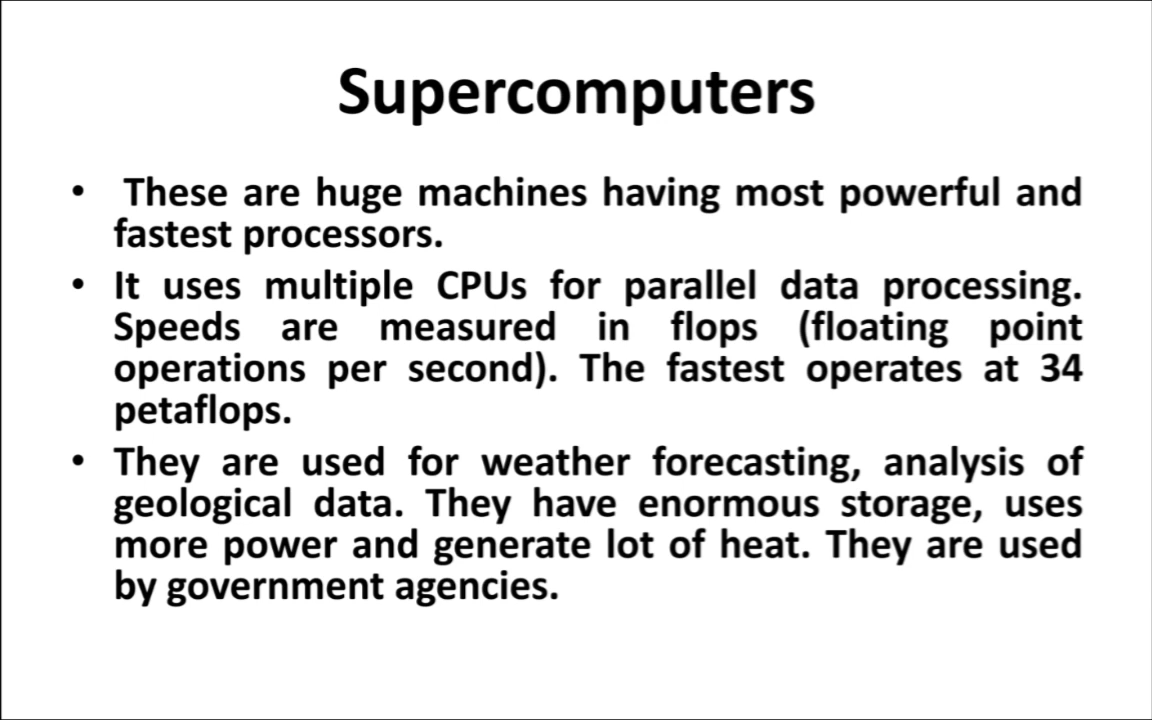 Supercomputers
• These are huge machines having most powerful and
fastest processors.
• It uses multiple CPUs for parallel data processing.
Speeds are measured in flops (floating point
operations per second). The fastest operates at 34
petaflops.
• They are used for weather forecasting, analysis of
geological data. They have enormous storage, uses
more power and generate lot of heat. They are used
by government agencies.